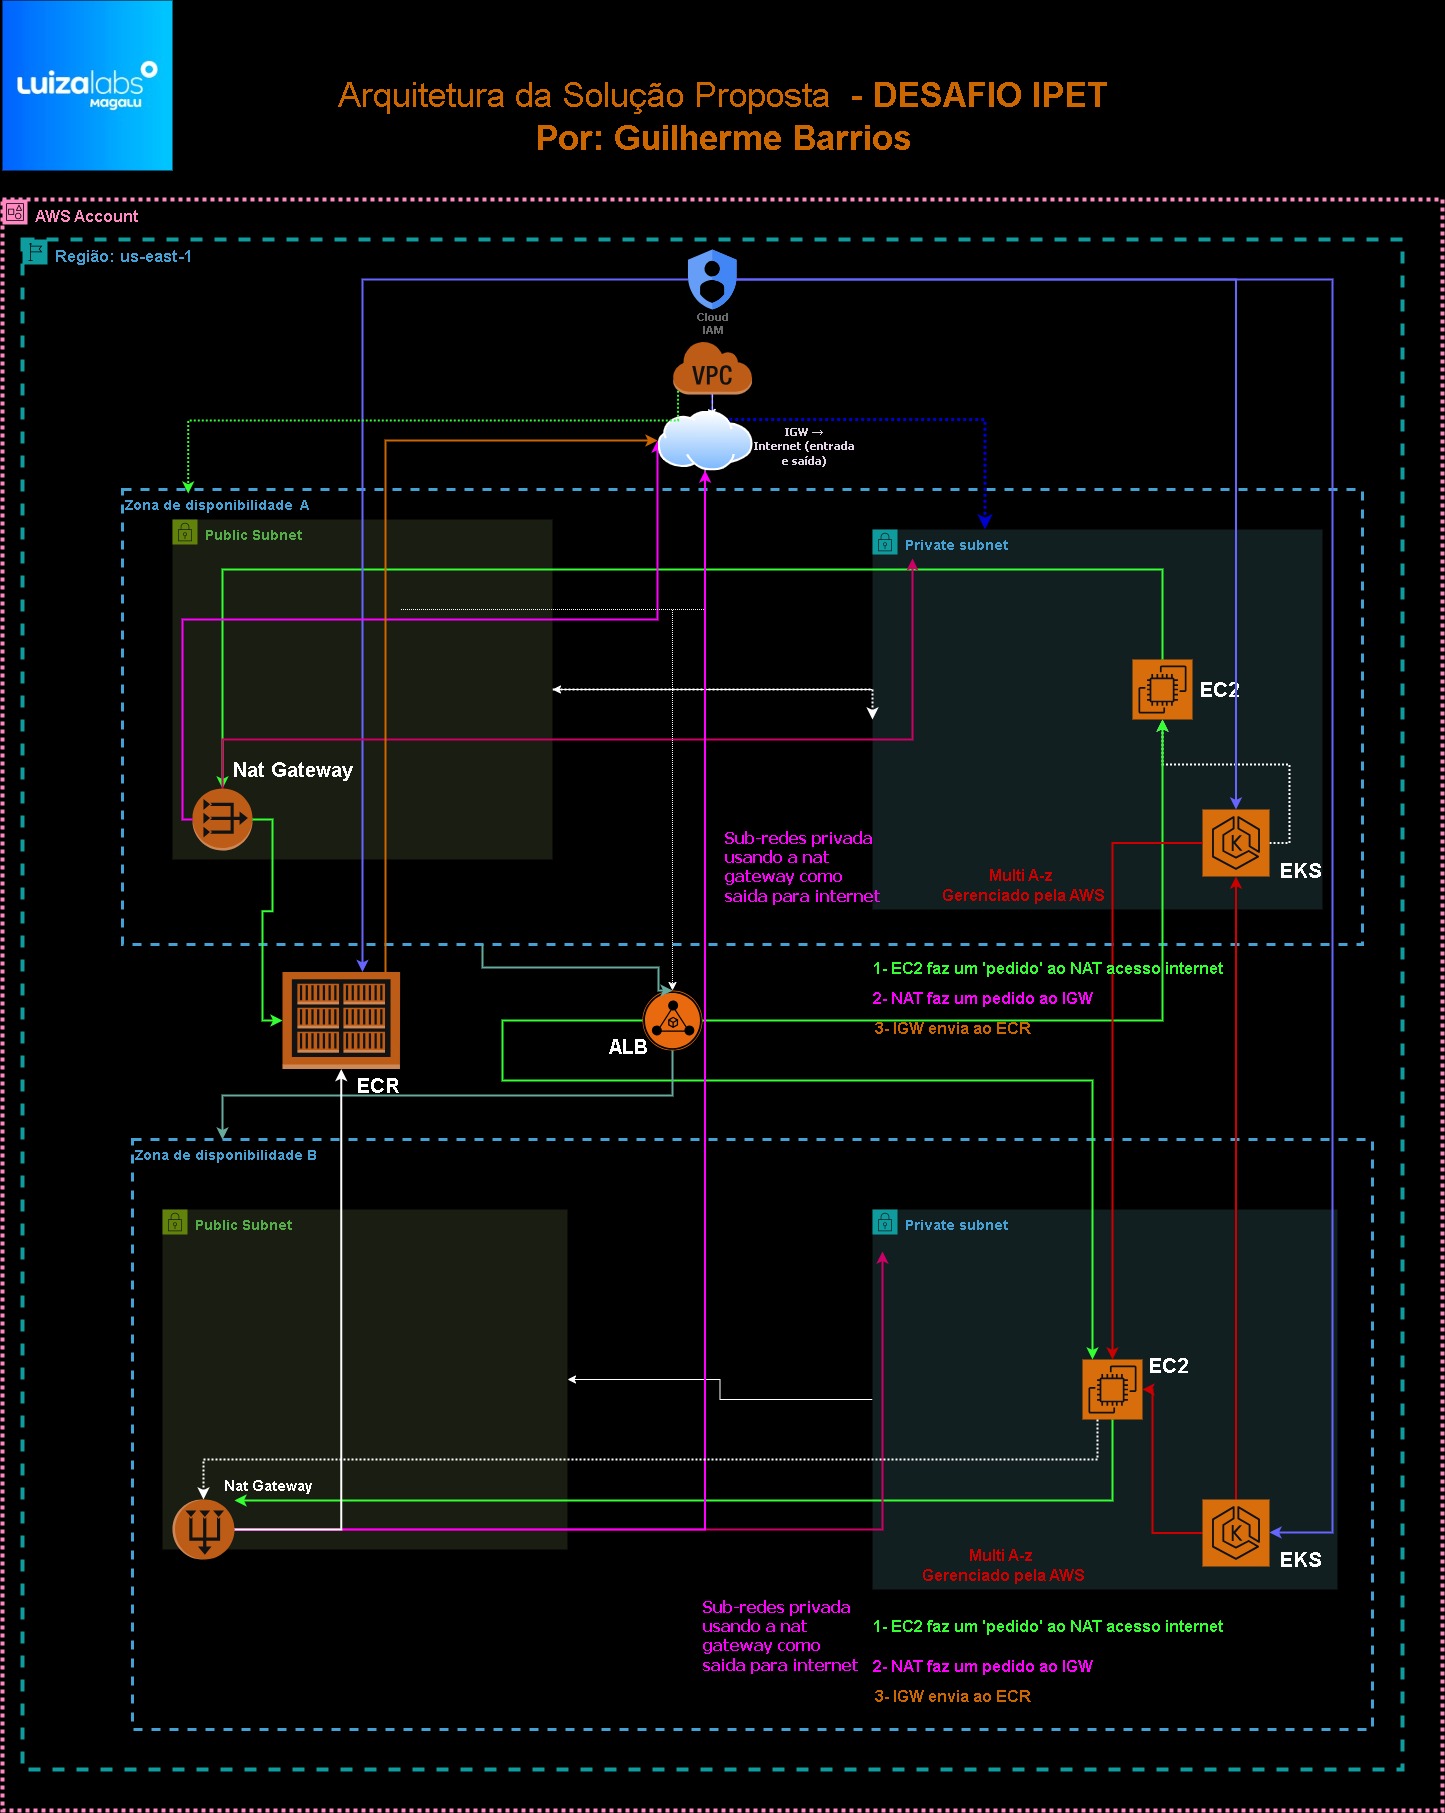 luizalabs
MAGALU
Arquitetura da Solução Proposta - DESAFIO IPET
Por: Guilherme Barrios
AWS Account
Região: us-east-1
Cloud
IAM
VPC
IGW →
Internet (entrada
e saída)
Zona de disponibilidade A
Public Subnet
Private subnet
EC2
Nat Gateway
Sub-redes privada
usando a nat
gateway como
saida para internet
Multi A-z
Gerenciado pela AWS
K
EKS
1- EC2 faz um 'pedido' ao NAT acesso internet
2- NAT faz um pedido ao IGW
3- IGW envia ao ECR
ALB
ECR
Zona de disponibilidade B
Public Subnet
Private subnet
EC2
Nat Gateway
K
EKS
Multi A-z
Gerenciado pela AWS
Sub-redes privada
usando a nat
gateway como
saida para internet
1- EC2 faz um 'pedido' ao NAT acesso internet
2- NAT faz um pedido ao IGW
3- IGW envia ao ECR